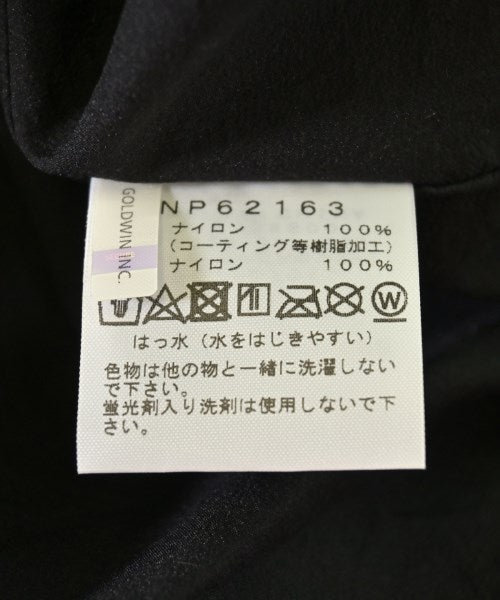 GOLDWIN INC.
NP62163
ナイロン 100%
(コーティング等樹脂加工)
ナイロン 100%
W
はっ水(水をはじきやすい)
色物は他の物と一緒に洗濯しない
で下さい。
蛍光剤入り洗剤は使用しないで下
さい。